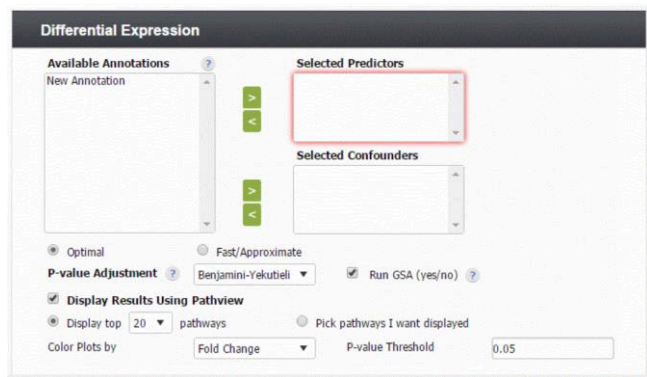 Differential Expression
Available Annotations ? Selected Predictors
New Annotation
>
<
Selected Confounders
>
<
Optimal Fast/Approximate
P-value Adjustment ? Benjamini-Yekutieli Run GSA (yes/no) ?
Display Results Using Pathview
Display top 20 pathways Pick pathways I want displayed
Color Plots by Fold Change P-value Threshold 0.05